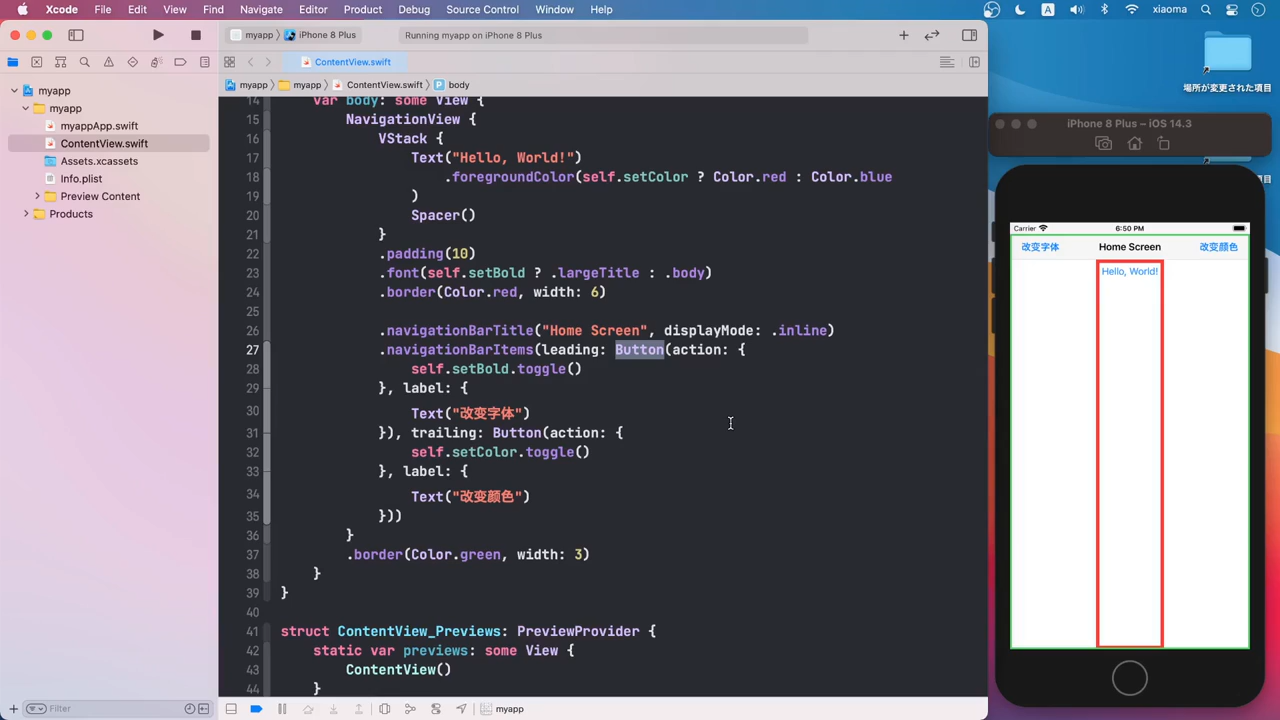 Xcode File Edit View Find Navigate Editor Product Debug Source Control Window Help
A xiaoma
myapp iPhone 8 Plus Running myapp on iPhone 8 Plus
ContentView.swift
myapp myapp ContentView.swift P body
myapp
myapp
myappApp.swift
ContentView.swift
Assets.xcassets
Info.plist
Preview Content
Products
Filter
14 var body: some View {
15 NavigationView {
16 VStack {
17 Text("Hello, World!")
18 .foregroundColor(self.setColor ? Color.red : Color.blue
19 )
20 Spacer()
21 }
22 .padding(10)
23 .font(self.setBold ? .largeTitle : .body)
24 .border(Color.red, width: 6)
25
26 .navigationBarTitle("Home Screen", displayMode: .inline)
27 .navigationBarItems(leading: Button(action: {
28 self.setBold.toggle()
29 }, label: {
30 Text("改变字体")
31 }), trailing: Button(action: {
32 self.setColor.toggle()
33 }, label: {
34 Text("改变颜色")
35 }))
36 }
37 .border(Color.green, width: 3)
38 }
39 }
40
41 struct ContentView_Previews: PreviewProvider {
42 static var previews: some View {
43 ContentView()
44 }
myapp
場所が変更された項目
iPhone 8 Plus – iOS 14.3
Carrier 6:50 PM
改变字体 Home Screen 改变颜色
Hello, World!